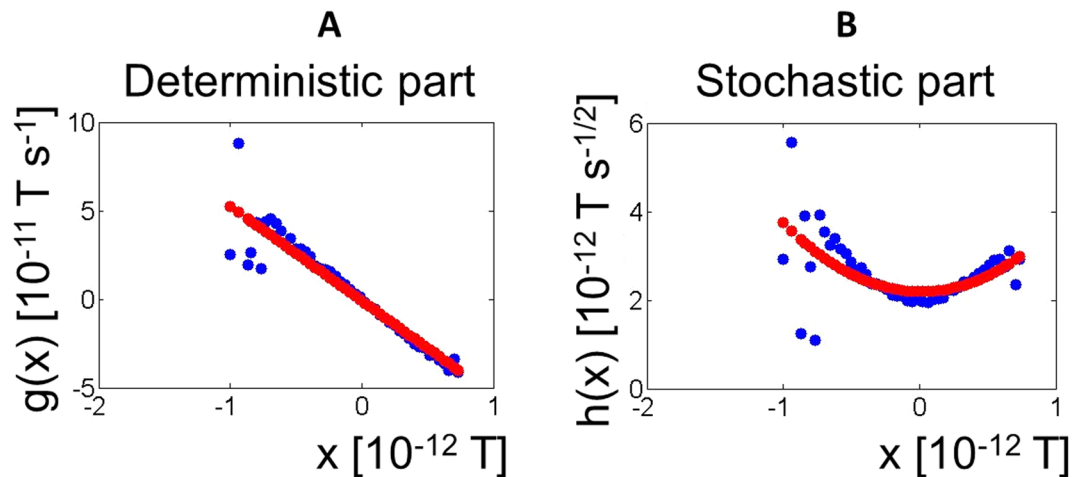 A
Deterministic part
g(x) [10⁻¹¹ T s⁻¹]
10
5
0
-5
-2
-1
0
1
x [10⁻¹² T]
B
Stochastic part
h(x) [10⁻¹² T s⁻¹/²]
6
4
2
0
-2
-1
0
1
x [10⁻¹² T]